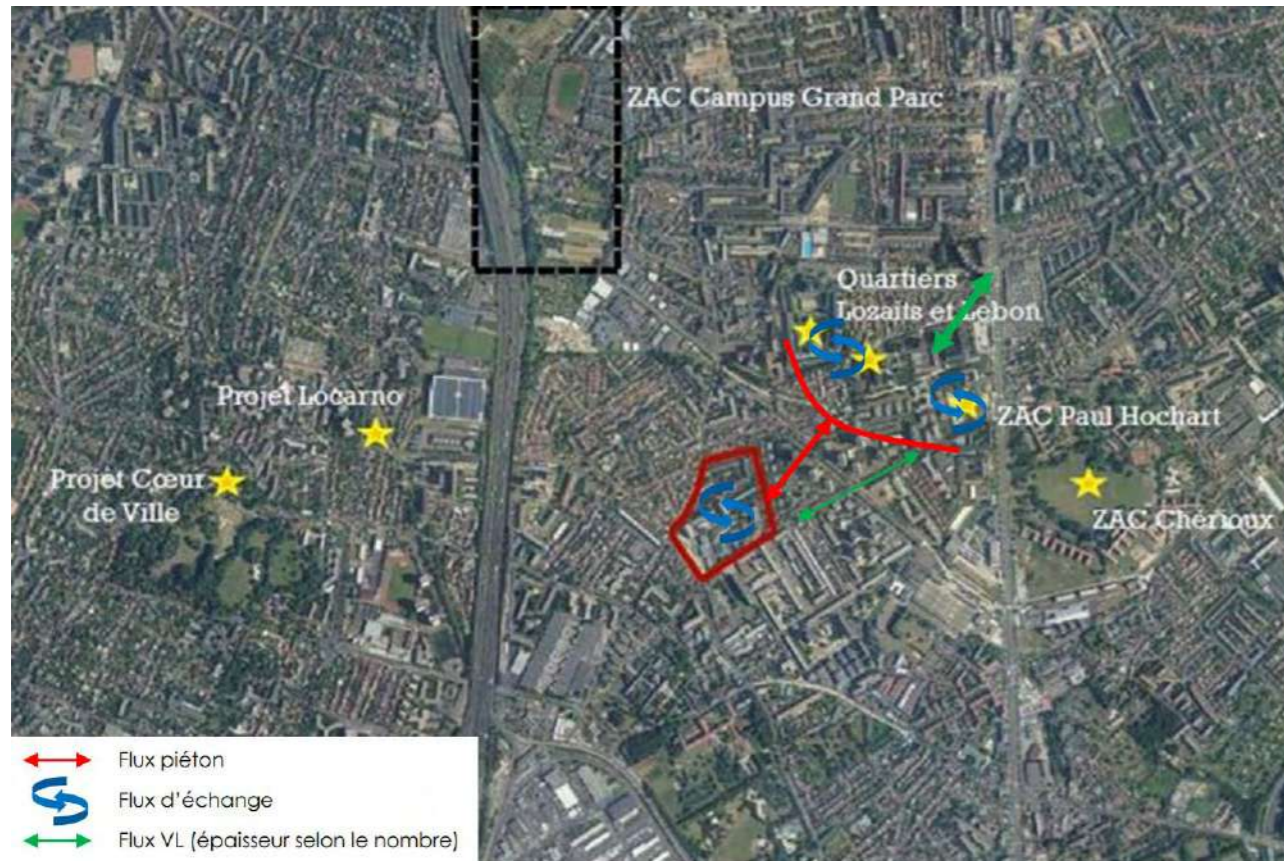 ZAC Campus Grand Parc
Quartiers
Lozaits et Lebon
Projet Locarno
ZAC Paul Hochart
Projet Cœur
de Ville
ZAC Chérioux
Flux piéton
Flux d'échange
Flux VL (épaisseur selon le nombre)